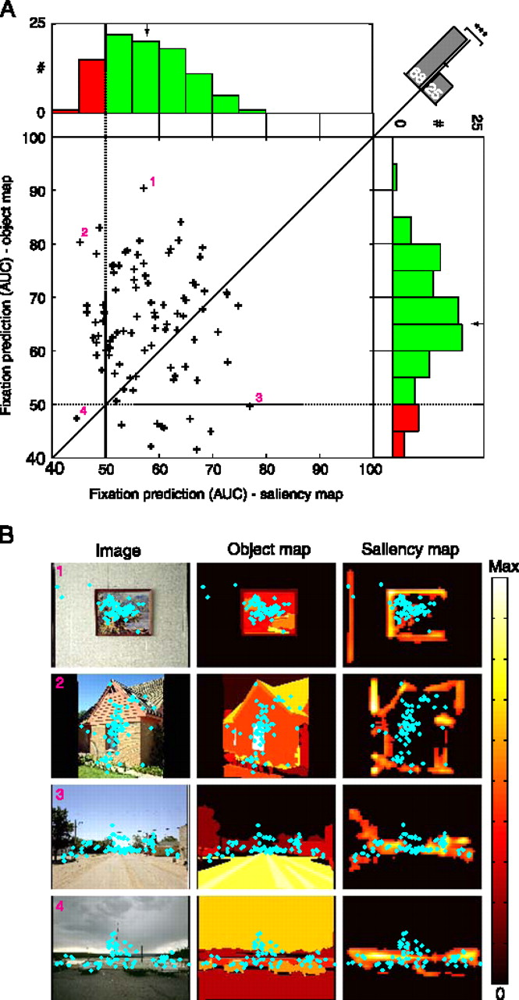 A
25
#
0
68
25
***
0 # 25
100
90
80
70
60
50
40
Fixation prediction (AUC) - object map
1
2
3
4
40 50 60 70 80 90 100
Fixation prediction (AUC) - saliency map
B
Image Object map Saliency map
Max
1
2
3
4
0